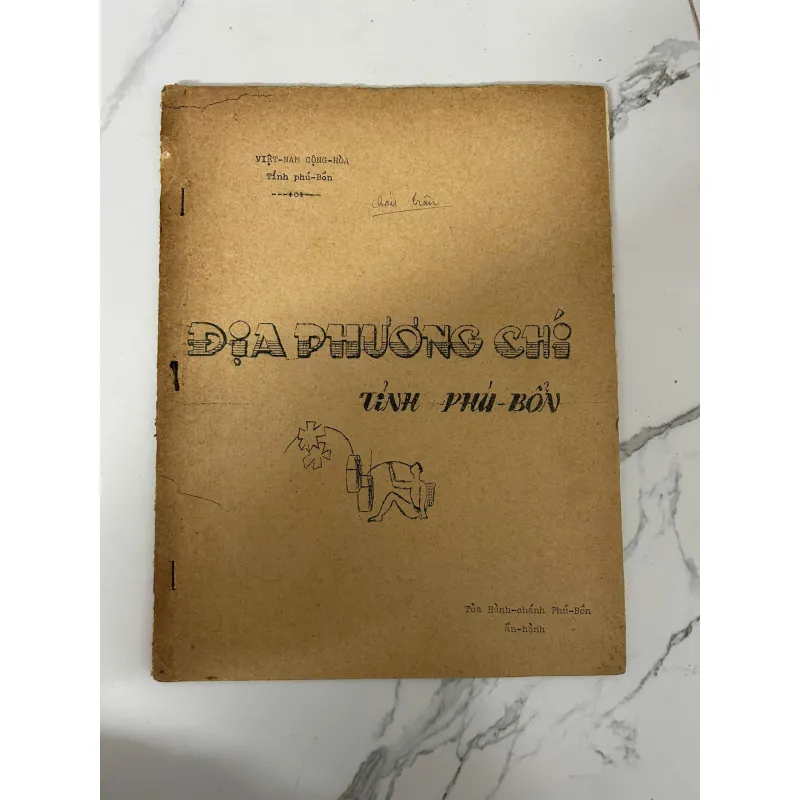 VIỆT-NAM CỘNG-HÒA
Tỉnh phú-Bổn
ĐỊA PHƯƠNG CHÍ
TỈNH PHÚ-BỔN
Tòa Hành-chánh Phú-Bổn
ấn-hành